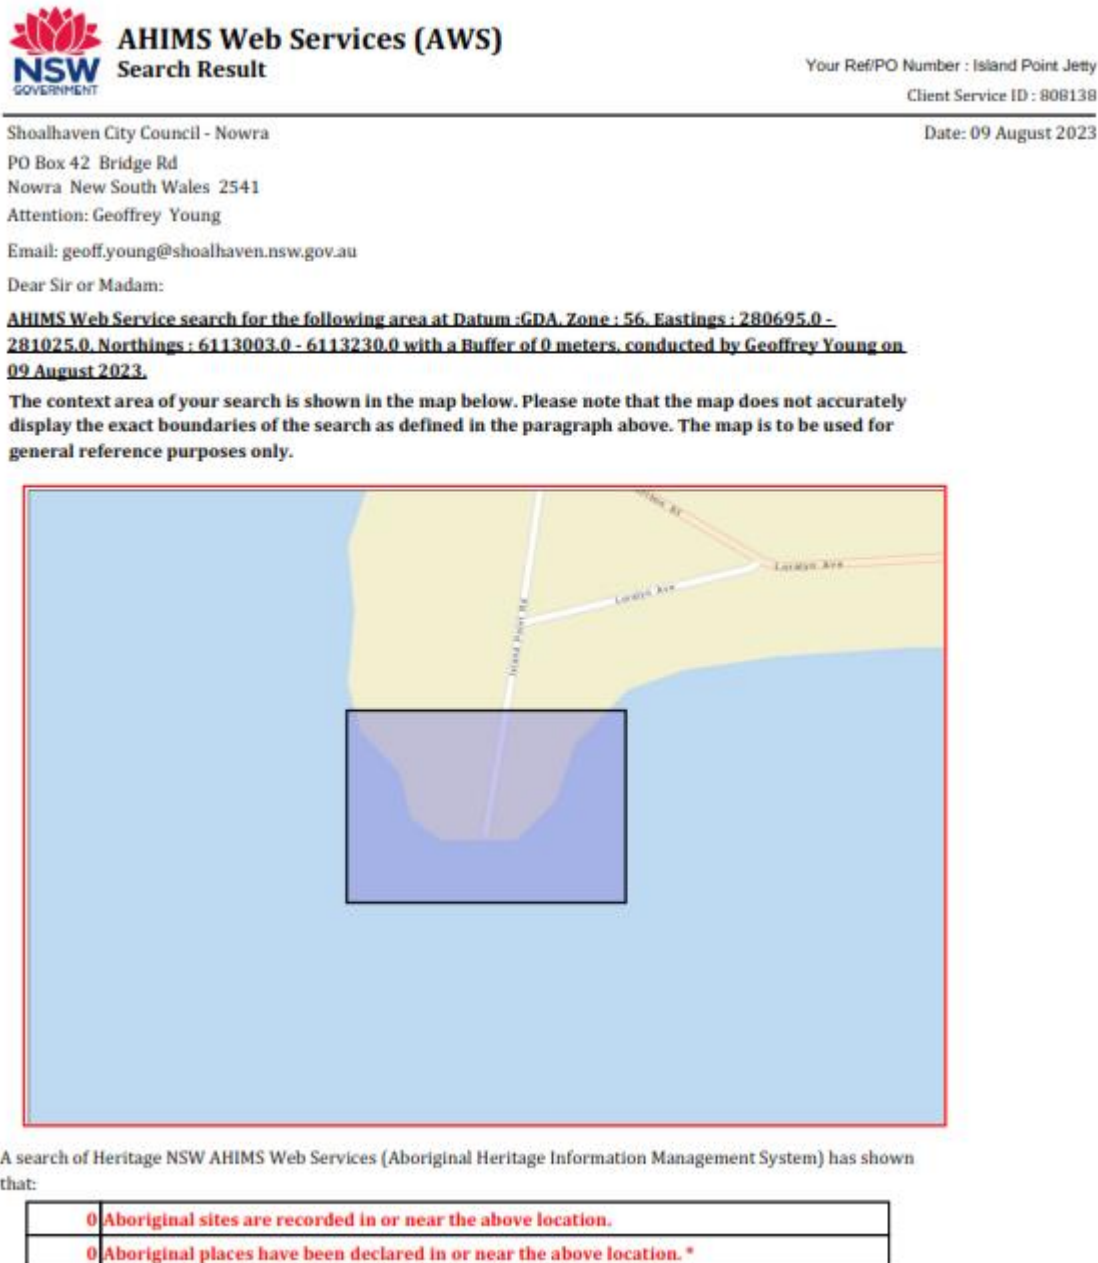 AHIMS Web Services (AWS)
Search Result
NSW
GOVERNMENT
Your Ref/PO Number : Island Point Jetty
Client Service ID : 808138
Shoalhaven City Council - Nowra
Date: 09 August 2023
PO Box 42 Bridge Rd
Nowra New South Wales 2541
Attention: Geoffrey Young
Email: geoff.young@shoalhaven.nsw.gov.au
Dear Sir or Madam:
AHIMS Web Service search for the following area at Datum :GDA, Zone : 56, Eastings : 280695.0 -
281025.0, Northings : 6113003.0 - 6113230.0 with a Buffer of 0 meters, conducted by Geoffrey Young on
09 August 2023.
The context area of your search is shown in the map below. Please note that the map does not accurately
display the exact boundaries of the search as defined in the paragraph above. The map is to be used for
general reference purposes only.
Loralyn Ave
Loralyn Ave
Island Point Rd
A search of Heritage NSW AHIMS Web Services (Aboriginal Heritage Information Management System) has shown
that:
0 Aboriginal sites are recorded in or near the above location.
0 Aboriginal places have been declared in or near the above location. *